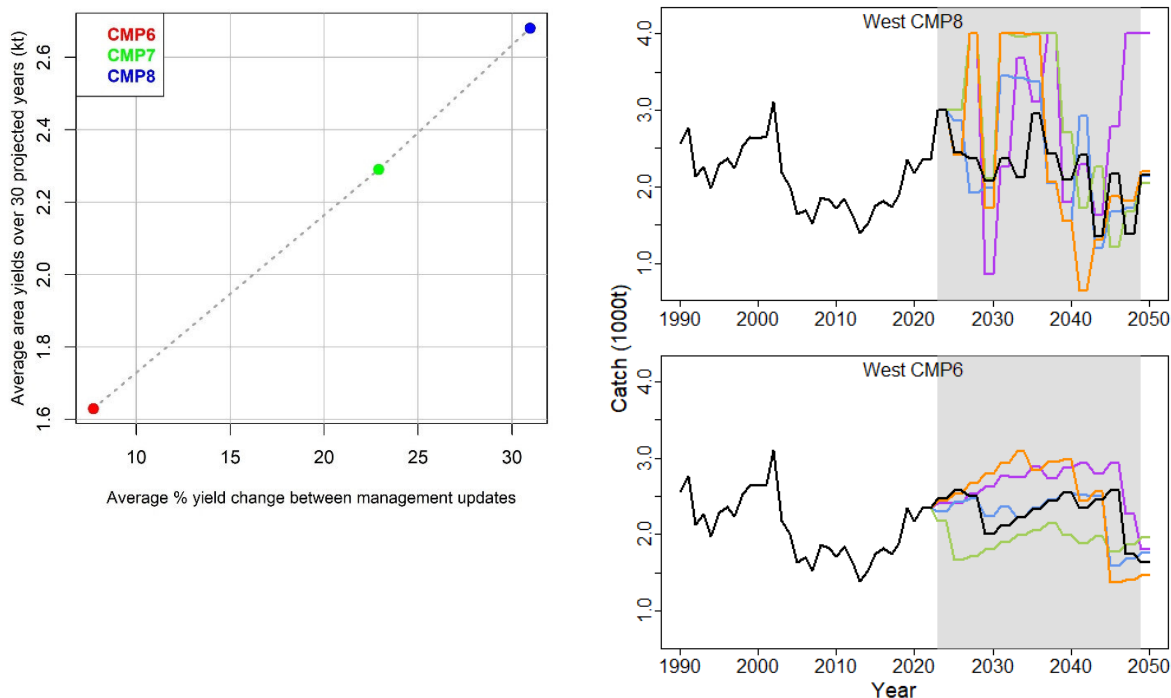 CMP6
CMP7
CMP8
Average area yields over 30 projected years (kt)
2.6
2.4
2.2
2.0
1.8
1.6
10 15 20 25 30
Average % yield change between management updates
West CMP8
4.0
3.0
2.0
1.0
1990 2000 2010 2020 2030 2040 2050
Catch (1000t)
West CMP6
4.0
3.0
2.0
1.0
1990 2000 2010 2020 2030 2040 2050
Year